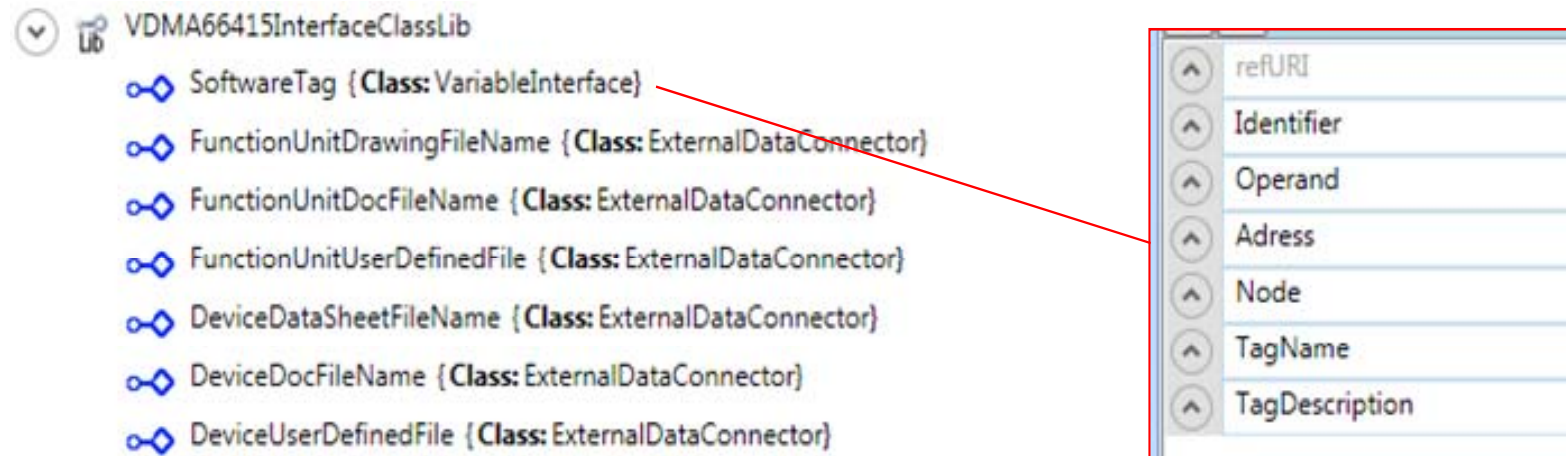 VDMA66415InterfaceClassLib
SoftwareTag {Class: VariableInterface}
FunctionUnitDrawingFileName {Class: ExternalDataConnector}
FunctionUnitDocFileName {Class: ExternalDataConnector}
FunctionUnitUserDefinedFile {Class: ExternalDataConnector}
DeviceDataSheetFileName {Class: ExternalDataConnector}
DeviceDocFileName {Class: ExternalDataConnector}
DeviceUserDefinedFile {Class: ExternalDataConnector}
refURI
Identifier
Operand
Adress
Node
TagName
TagDescription